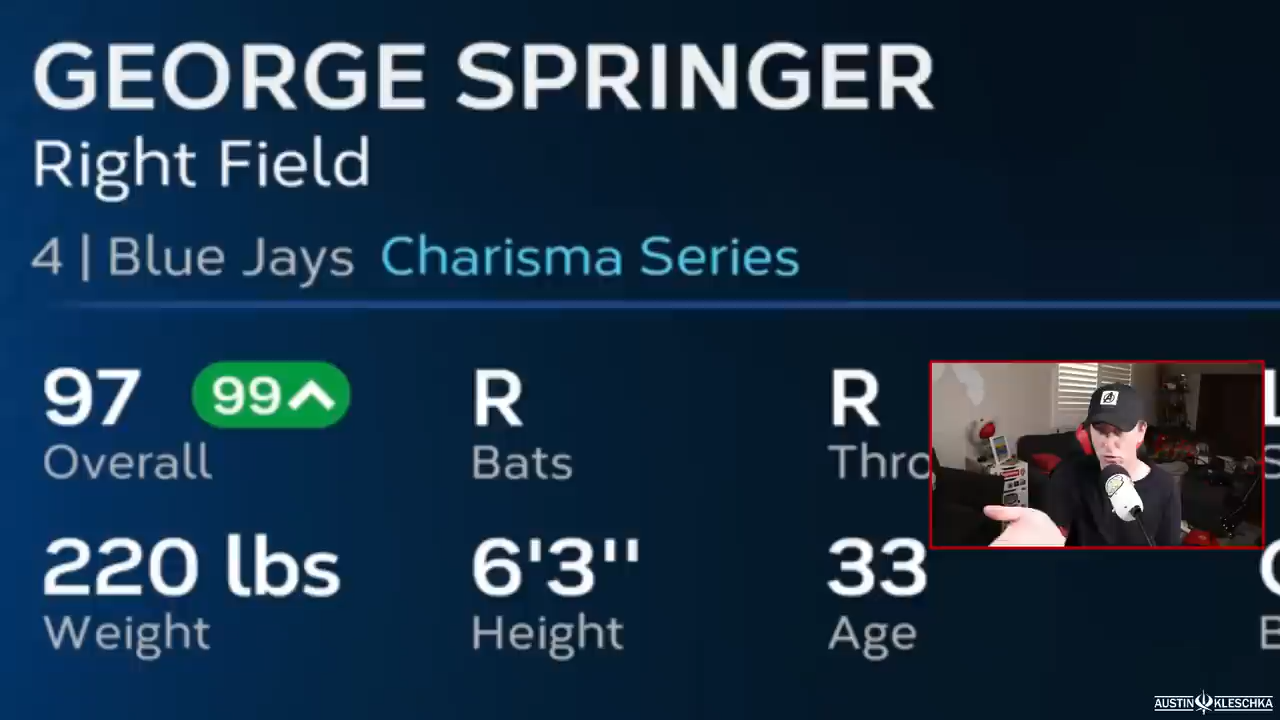 GEORGE SPRINGER
Right Field
4 | Blue Jays Charisma Series
97 99 R R
Overall Bats Thro
220 lbs 6'3" 33
Weight Height Age
AUSTIN KLESCHKA